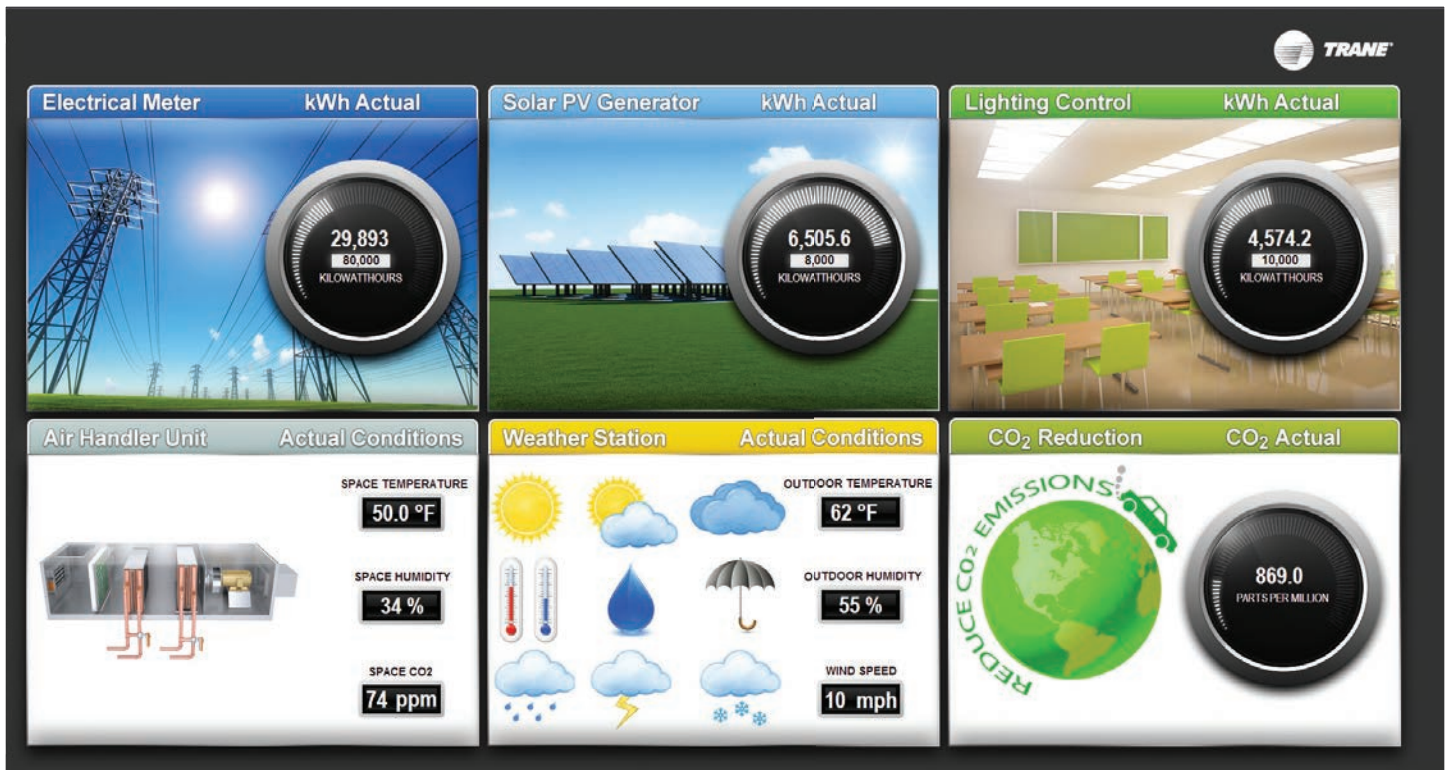 TRANE
Electrical Meter kWh Actual
29,893
80,000
KILOWATTHOURS
Solar PV Generator kWh Actual
6,505.6
8,000
KILOWATTHOURS
Lighting Control kWh Actual
4,574.2
10,000
KILOWATTHOURS
Air Handler Unit Actual Conditions
SPACE TEMPERATURE
50.0 °F
SPACE HUMIDITY
34 %
SPACE CO2
74 ppm
Weather Station Actual Conditions
OUTDOOR TEMPERATURE
62 °F
OUTDOOR HUMIDITY
55 %
WIND SPEED
10 mph
CO₂ Reduction CO₂ Actual
REDUCE CO2 EMISSIONS
869.0
PARTS PER MILLION